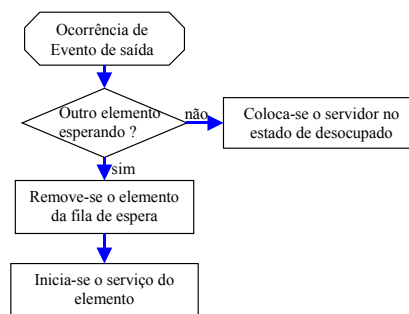 Ocorrência de
Evento de saída
Outro elemento
esperando ?
não
Coloca-se o servidor no
estado de desocupado
sim
Remove-se o elemento
da fila de espera
Inicia-se o serviço do
elemento